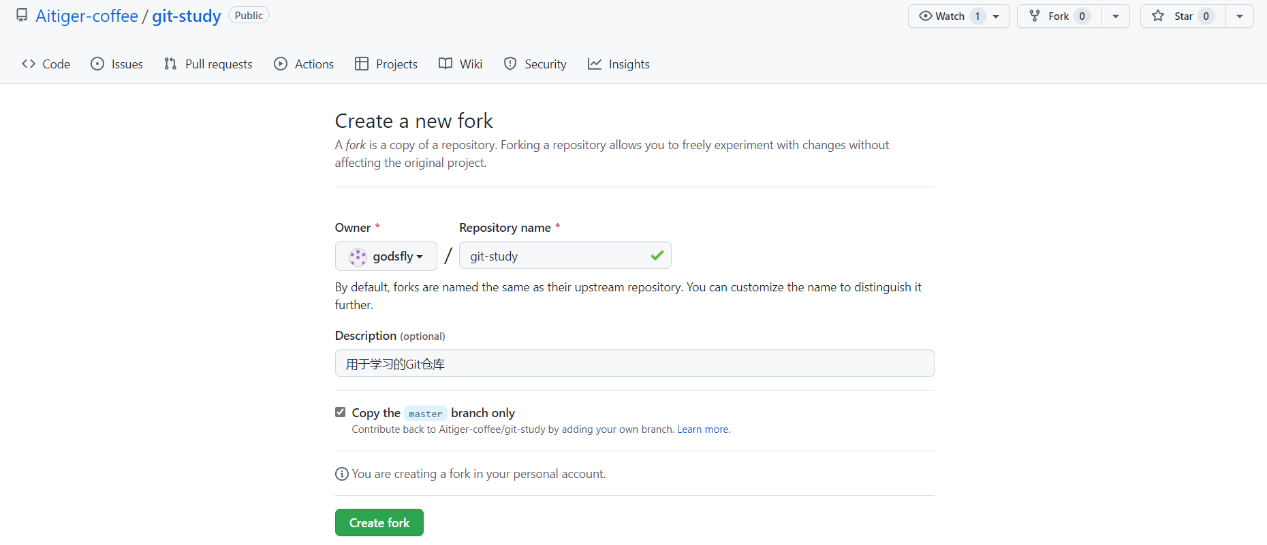 Aitiger-coffee / git-study Public Watch 1 Fork 0 Star 0
Code Issues Pull requests Actions Projects Wiki Security Insights
Create a new fork
A fork is a copy of a repository. Forking a repository allows you to freely experiment with changes without
affecting the original project.
Owner * Repository name *
godsfly / git-study
By default, forks are named the same as their upstream repository. You can customize the name to distinguish it
further.
Description (optional)
用于学习的Git仓库
Copy the master branch only
Contribute back to Aitiger-coffee/git-study by adding your own branch. Learn more.
You are creating a fork in your personal account.
Create fork